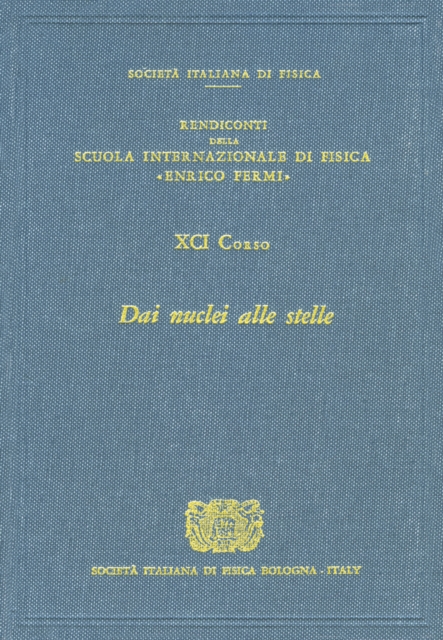 SOCIETÀ ITALIANA DI FISICA
RENDICONTI
DELLA
SCUOLA INTERNAZIONALE DI FISICA
«ENRICO FERMI»
XCI CORSO
Dai nuclei alle stelle
SOCIETÀ ITALIANA DI FISICA BOLOGNA - ITALY